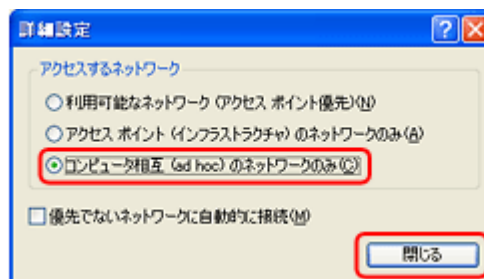 詳細設定
アクセスするネットワーク
利用可能なネットワーク (アクセス ポイント優先)(N)
アクセス ポイント (インフラストラクチャ) のネットワークのみ(A)
コンピュータ相互 (ad hoc) のネットワークのみ(C)
優先でないネットワークに自動的に接続(M)
閉じる